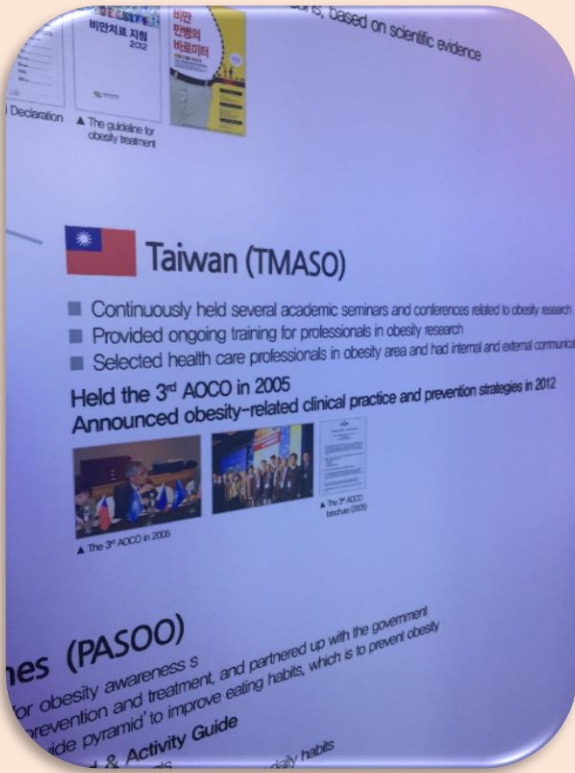 based on scientific evidence
비만치료 지침
2012
비만
만병의
바로미터
Declaration
▲ The guideline for
obesity treatment
Taiwan (TMASO)
■ Continuously held several academic seminars and conferences related to obesity research
■ Provided ongoing training for professionals in obesity research
■ Selected health care professionals in obesity area and had internal and external communica
Held the 3rd AOCO in 2005
Announced obesity-related clinical practice and prevention strategies in 2012
▲ The 3rd AOCO in 2005
▲ The 3rd AOCO
brochure (2005)
nes (PASOO)
for obesity awareness s
prevention and treatment, and partnered up with the government
ide pyramid' to improve eating habits, which is to prevent obesity
& Activity Guide
daily habits